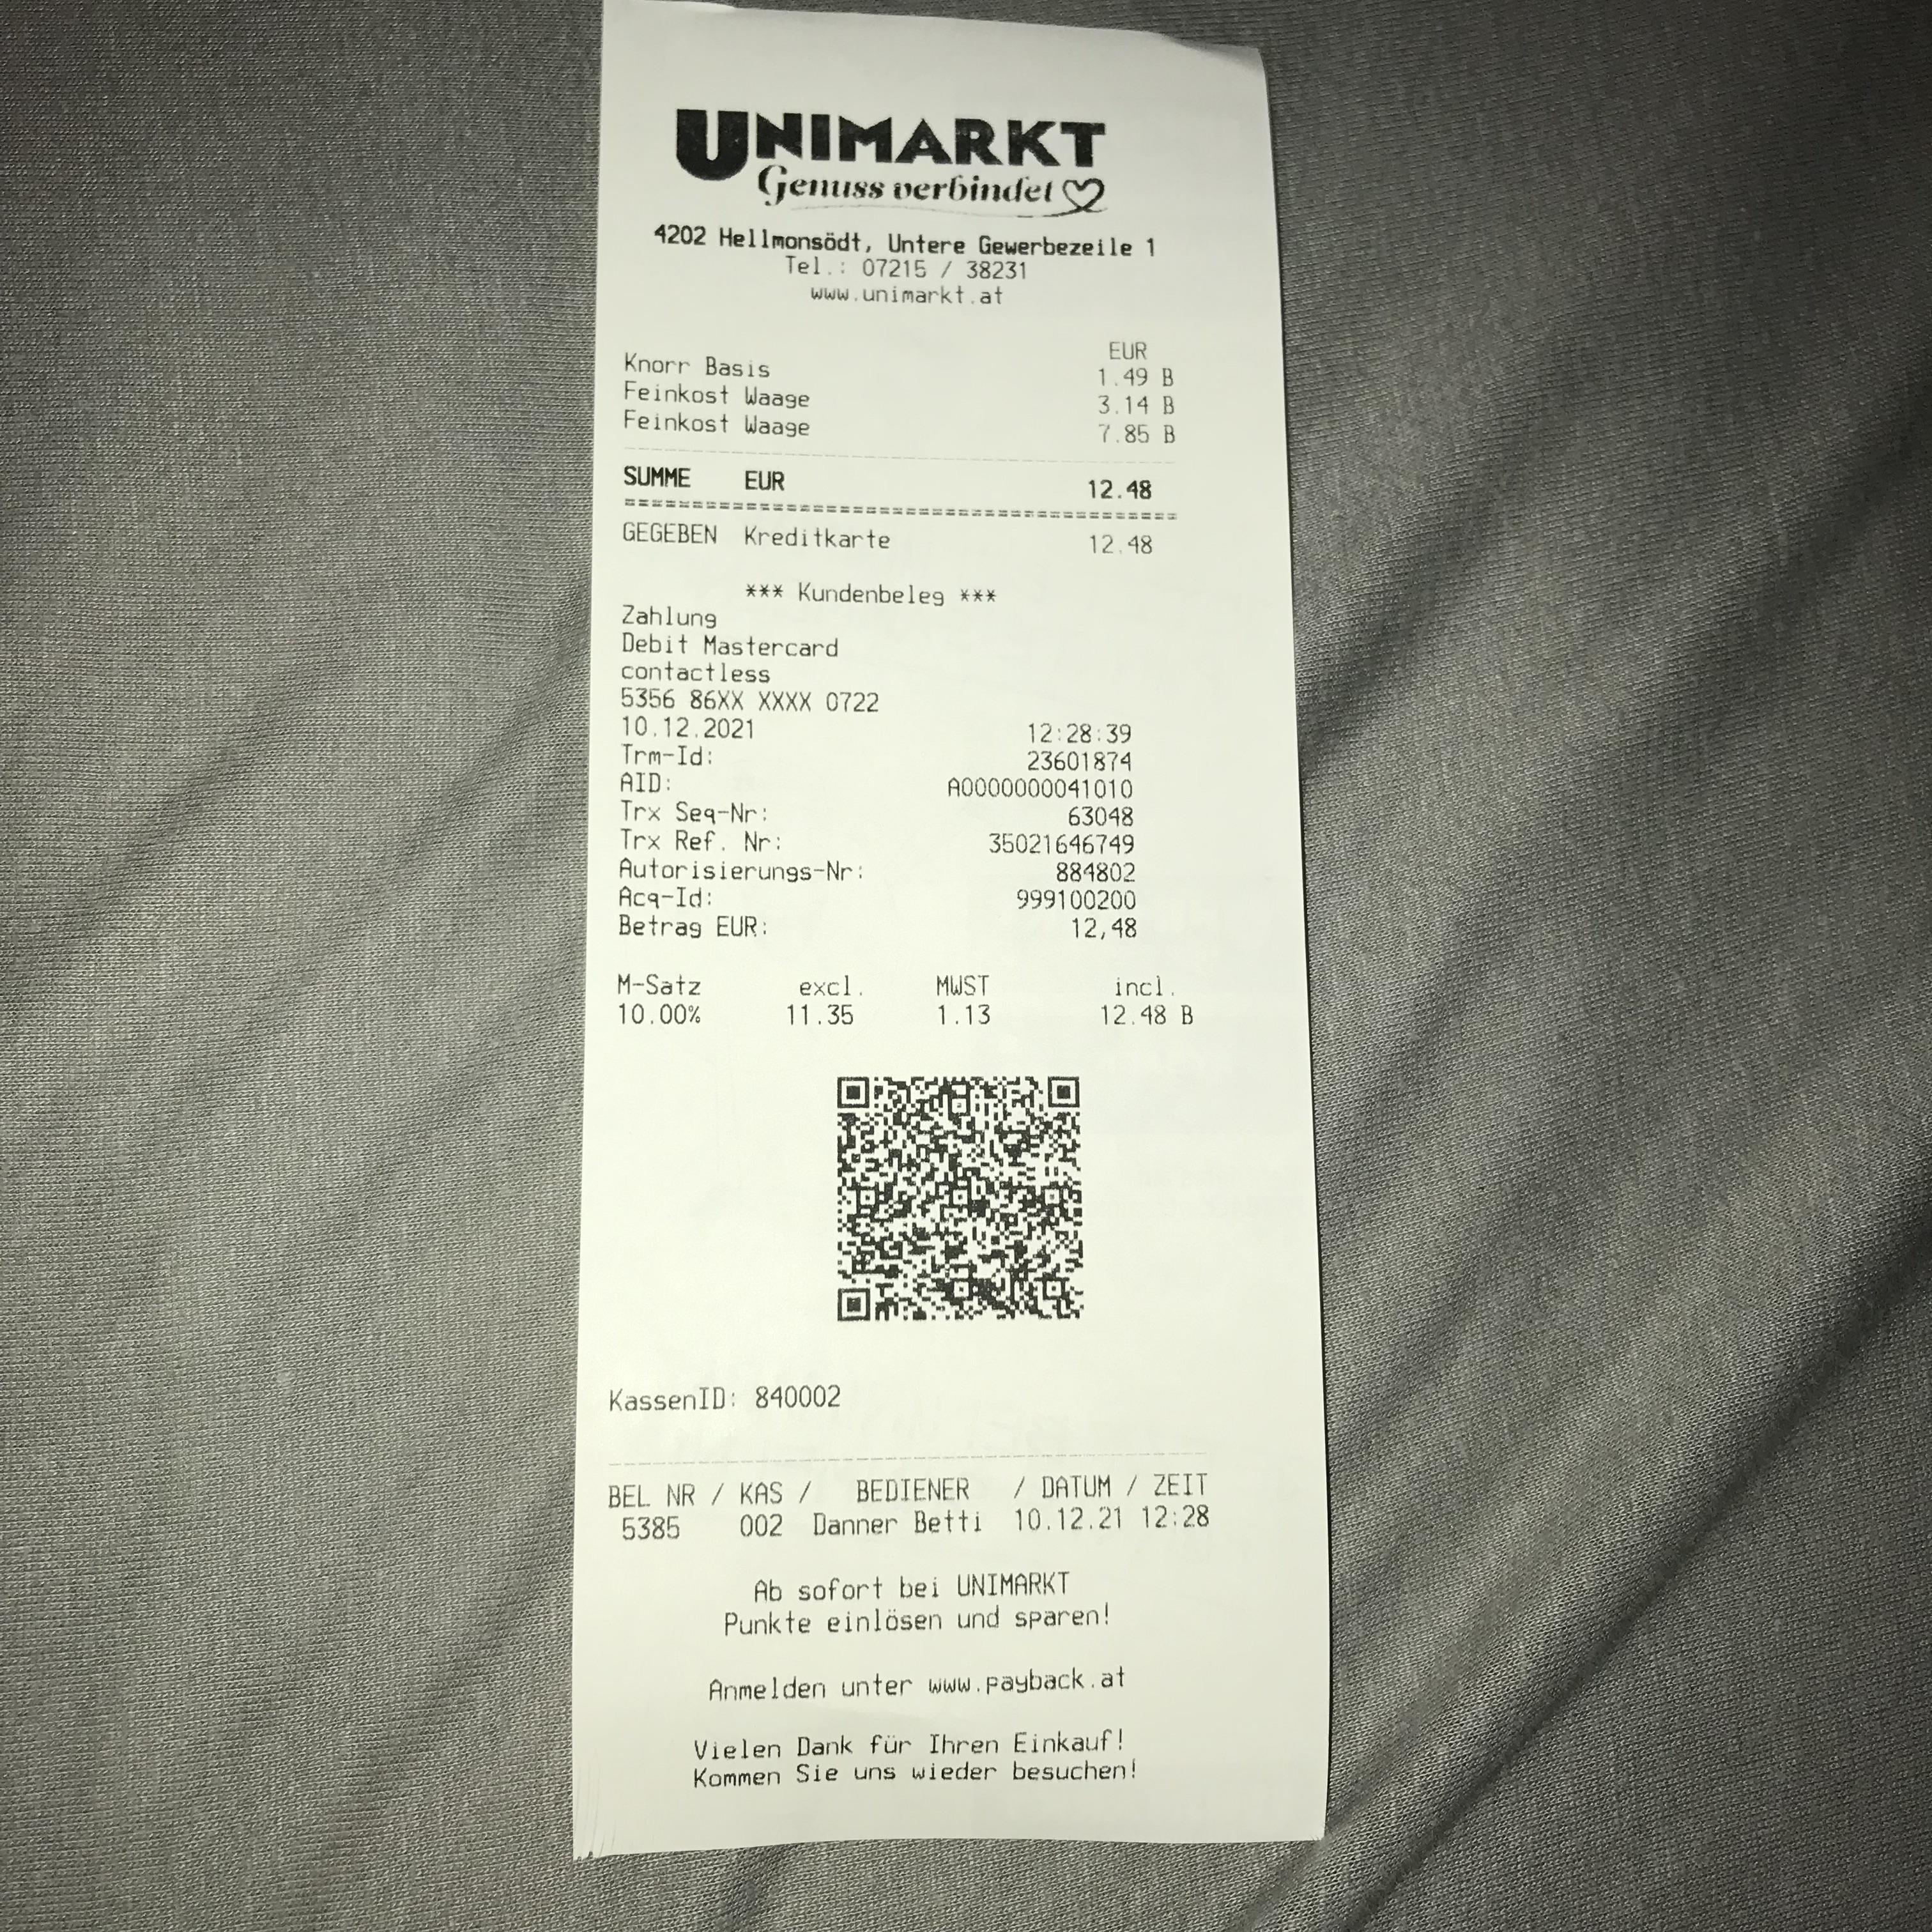 UNIMARKT
Genuss verbindet
4202 Hellmonsödt, Untere Gewerbezeile 1
Tel.: 07215 / 38231
www.unimarkt.at
EUR
Knorr Basis 1.49 B
Feinkost Waage 3.14 B
Feinkost Waage 7.85 B
SUMME EUR 12.48
GEGEBEN Kreditkarte 12.48
*** Kundenbeleg ***
Zahlung
Debit Mastercard
contactless
5356 86XX XXXX 0722
10.12.2021 12:28:39
Trm-Id: 23601874
AID: A0000000041010
Trx Seq-Nr: 63048
Trx Ref. Nr: 35021646749
Autorisierungs-Nr: 884802
Acq-Id: 999100200
Betrag EUR: 12,48
M-Satz excl. MWST incl.
10.00% 11.35 1.13 12.48 B
KassenID: 840002
BEL NR / KAS / BEDIENER / DATUM / ZEIT
5385 002 Danner Betti 10.12.21 12:28
Ab sofort bei UNIMARKT
Punkte einlösen und sparen!
Anmelden unter www.payback.at
Vielen Dank für Ihren Einkauf!
Kommen Sie uns wieder besuchen!